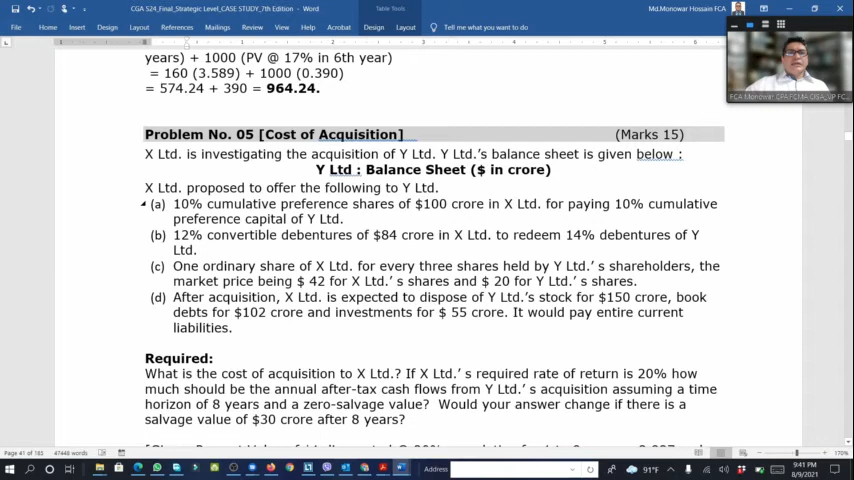 CGA S24_Final_Strategic Level_CASE STUDY_7th Edition - Word
Table Tools
Md.Monowar Hossain FCA
File Home Insert Draw Design Layout References Mailings Review View Help Acrobat Design Layout Tell me what you want to do
years) + 1000 (PV @ 17% in 6th year)
= 160 (3.589) + 1000 (0.390)
= 574.24 + 390 = 964.24.
FCA Monowar CPA FCMA CISA_VP FC...
Problem No. 05 [Cost of Acquisition] (Marks 15)
X Ltd. is investigating the acquisition of Y Ltd. Y Ltd.'s balance sheet is given below :
Y Ltd : Balance Sheet ($ in crore)
X Ltd. proposed to offer the following to Y Ltd.
(a) 10% cumulative preference shares of $100 crore in X Ltd. for paying 10% cumulative
preference capital of Y Ltd.
(b) 12% convertible debentures of $84 crore in X Ltd. to redeem 14% debentures of Y
Ltd.
(c) One ordinary share of X Ltd. for every three shares held by Y Ltd.' s shareholders, the
market price being $ 42 for X Ltd.' s shares and $ 20 for Y Ltd.' s shares.
(d) After acquisition, X Ltd. is expected to dispose of Y Ltd.'s stock for $150 crore, book
debts for $102 crore and investments for $ 55 crore. It would pay entire current
liabilities.
Required:
What is the cost of acquisition to X Ltd.? If X Ltd.' s required rate of return is 20% how
much should be the annual after-tax cash flows from Y Ltd.' s acquisition assuming a time
horizon of 8 years and a zero-salvage value? Would your answer change if there is a
salvage value of $30 crore after 8 years?
Page 41 of 183 47448 words 170%
Address 91°F 9:41 PM
8/9/2021